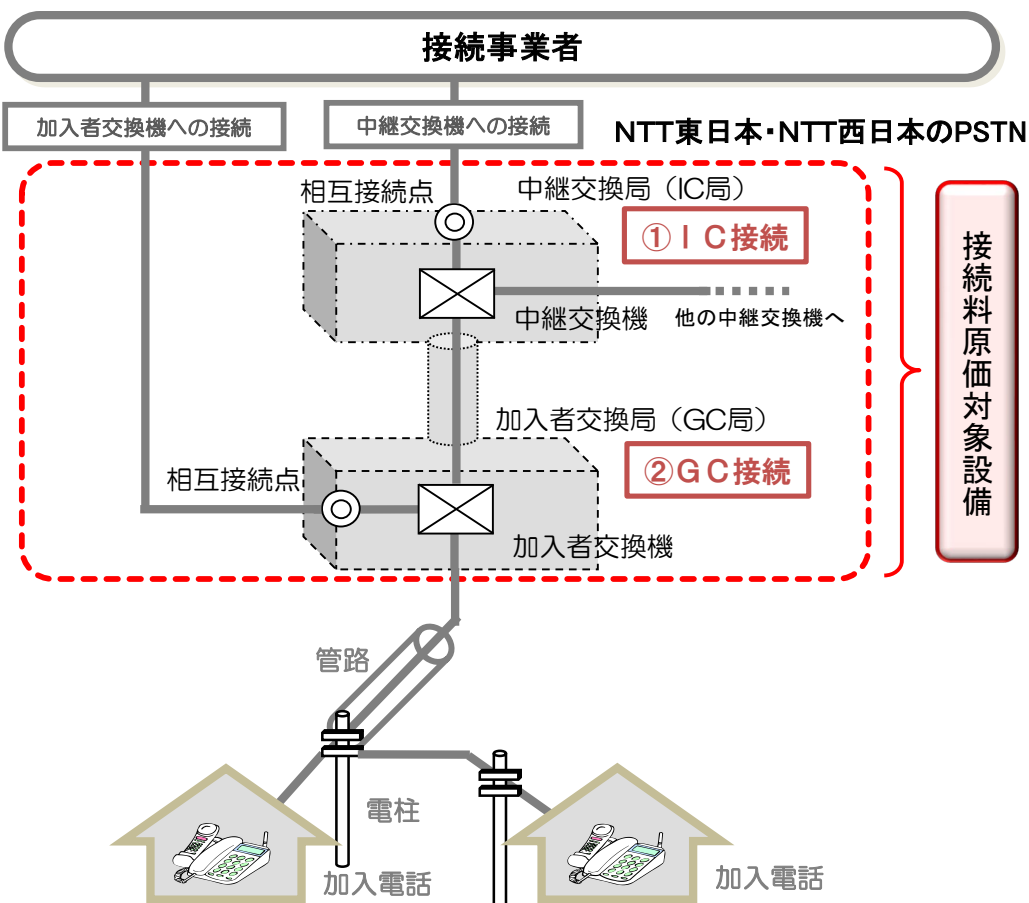 接続事業者
加入者交換機への接続
中継交換機への接続
NTT東日本・NTT西日本のPSTN
相互接続点
中継交換局（IC局）
①ＩＣ接続
中継交換機
他の中継交換機へ
接続料原価対象設備
加入者交換局（GC局）
②ＧＣ接続
相互接続点
加入者交換機
管路
電柱
加入電話
加入電話